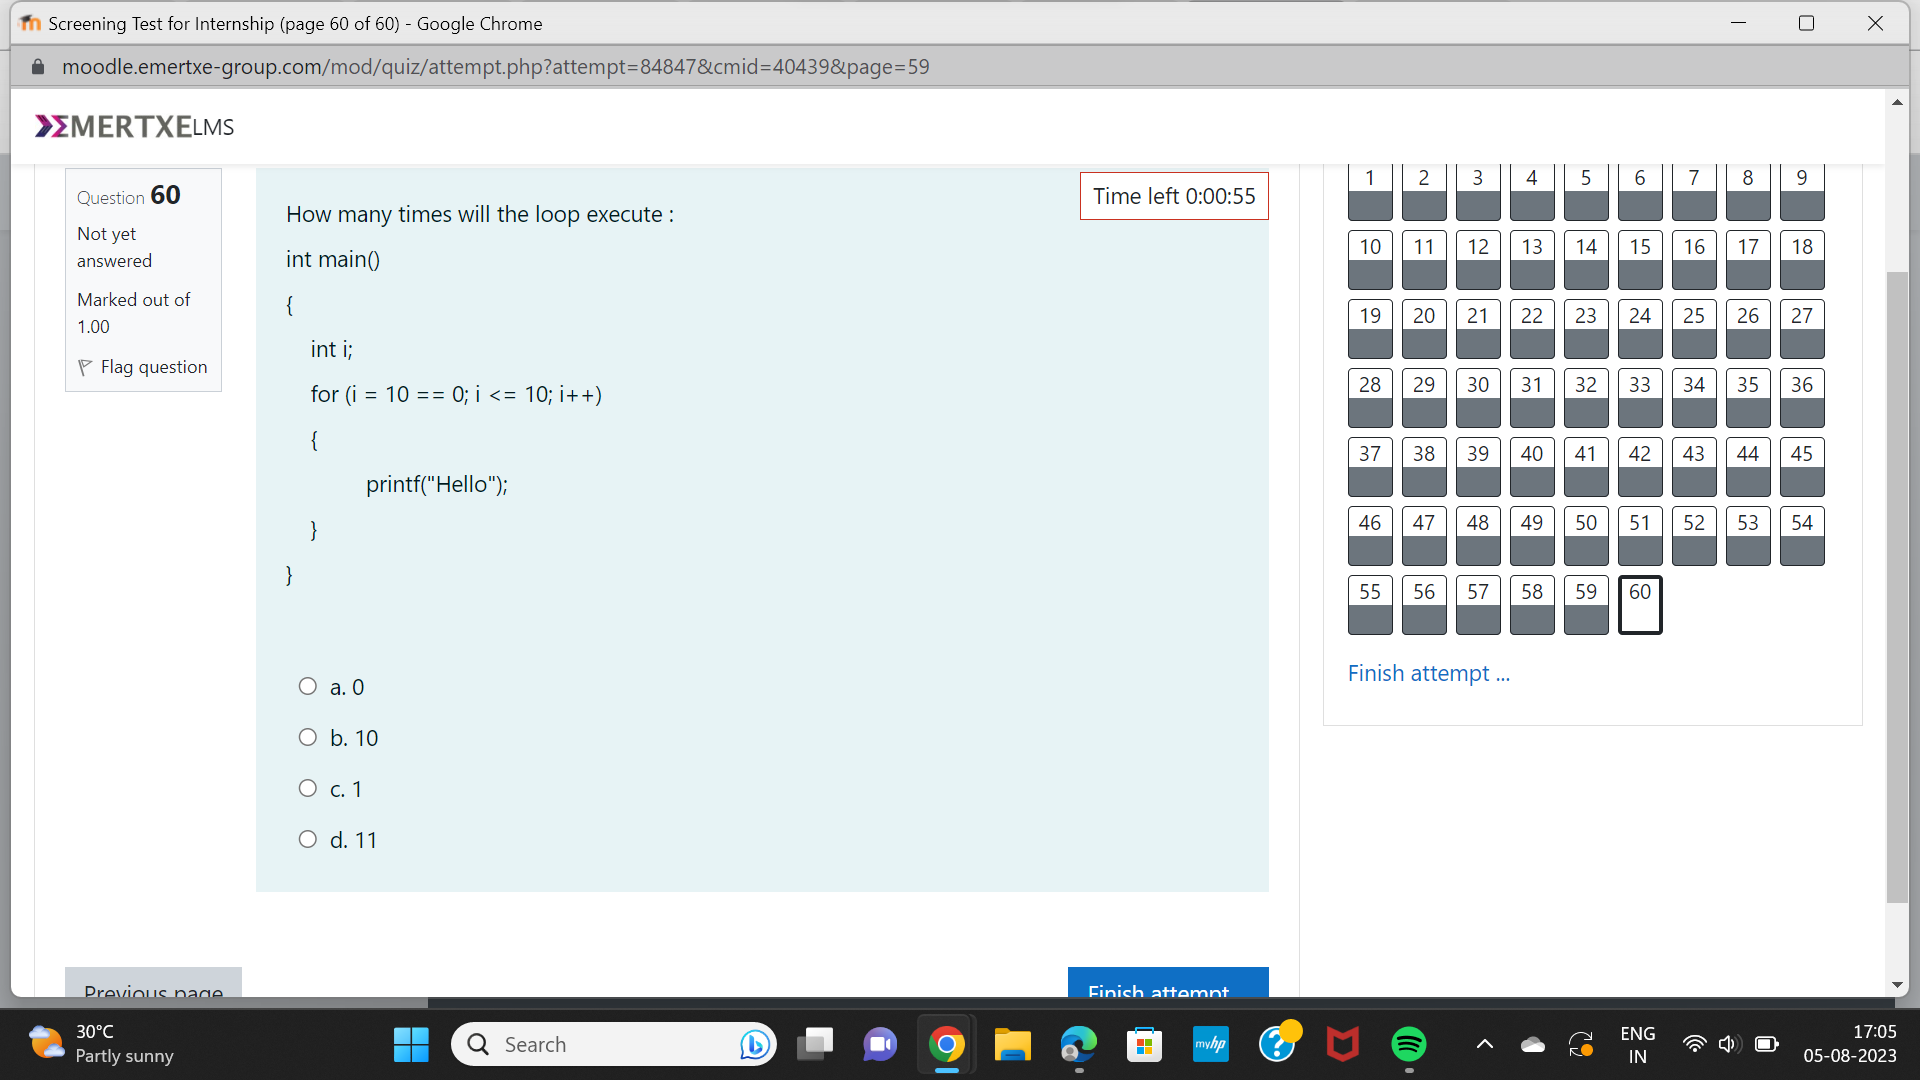 Screening Test for Internship (page 60 of 60) - Google Chrome
moodle.emertxe-group.com/mod/quiz/attempt.php?attempt=84847&cmid=40439&page=59
EMERTXE LMS
Question 60
Not yet
answered
Marked out of
1.00
Flag question
Time left 0:00:55
How many times will the loop execute :
int main()
{
int i;
for (i = 10 == 0; i <= 10; i++)
{
printf("Hello");
}
}
a. 0
b. 10
c. 1
d. 11
Previous page
Finish attempt
1 2 3 4 5 6 7 8 9
10 11 12 13 14 15 16 17 18
19 20 21 22 23 24 25 26 27
28 29 30 31 32 33 34 35 36
37 38 39 40 41 42 43 44 45
46 47 48 49 50 51 52 53 54
55 56 57 58 59 60
Finish attempt ...
30°C
Partly sunny
Search
myhp
ENG
IN
17:05
05-08-2023